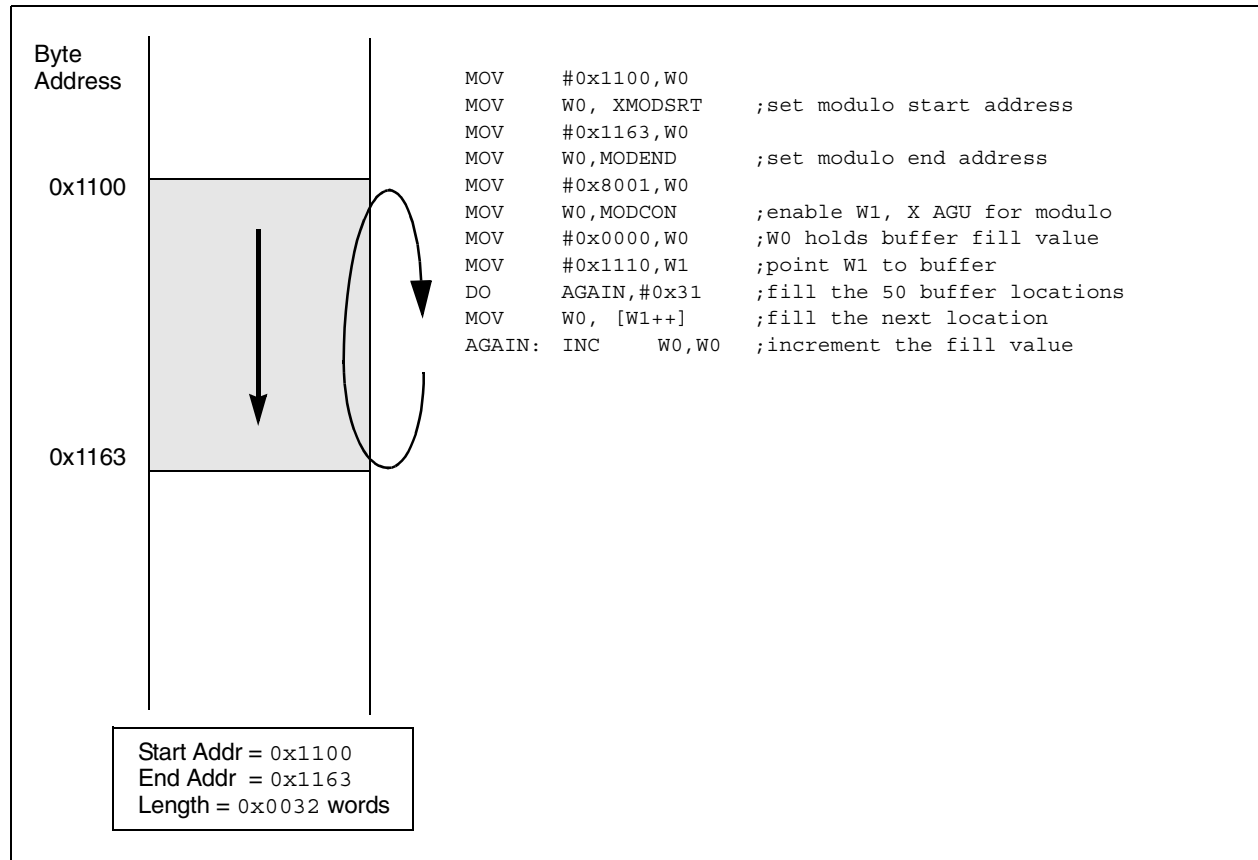 Byte
Address
0x1100
0x1163
MOV #0x1100,W0
MOV W0, XMODSRT ;set modulo start address
MOV #0x1163,W0
MOV W0,MODEND ;set modulo end address
MOV #0x8001,W0
MOV W0,MODCON ;enable W1, X AGU for modulo
MOV #0x0000,W0 ;W0 holds buffer fill value
MOV #0x1110,W1 ;point W1 to buffer
DO AGAIN,#0x31 ;fill the 50 buffer locations
MOV W0, [W1++] ;fill the next location
AGAIN: INC W0,W0 ;increment the fill value
Start Addr = 0x1100
End Addr = 0x1163
Length = 0x0032 words